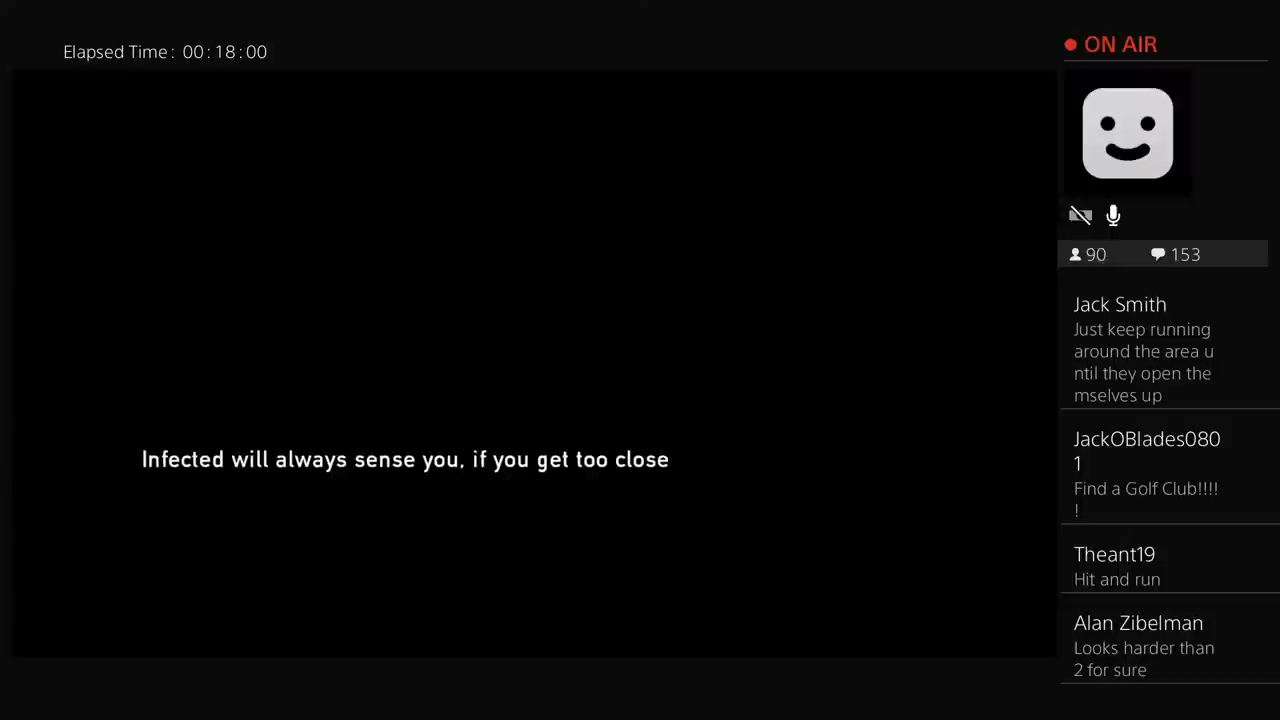 Elapsed Time: 00:18:00
ON AIR
90 153
Jack Smith
Just keep running
around the area u
ntil they open the
mselves up
JackOBlades080
1
Find a Golf Club!!!!
!
Theant19
Hit and run
Alan Zibelman
Looks harder than
2 for sure
Infected will always sense you, if you get too close